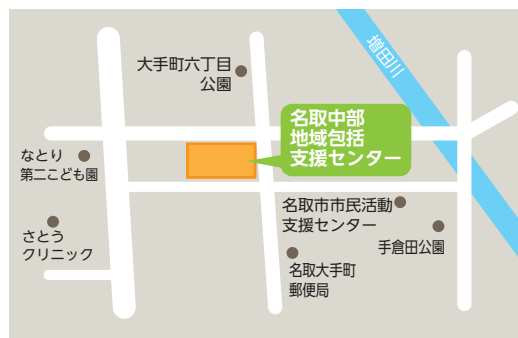 大手町六丁目
公園
増田川
名取中部
地域包括
支援センター
なとり
第二こども園
名取市市民活動
支援センター
さとう
クリニック
手倉田公園
名取大手町
郵便局